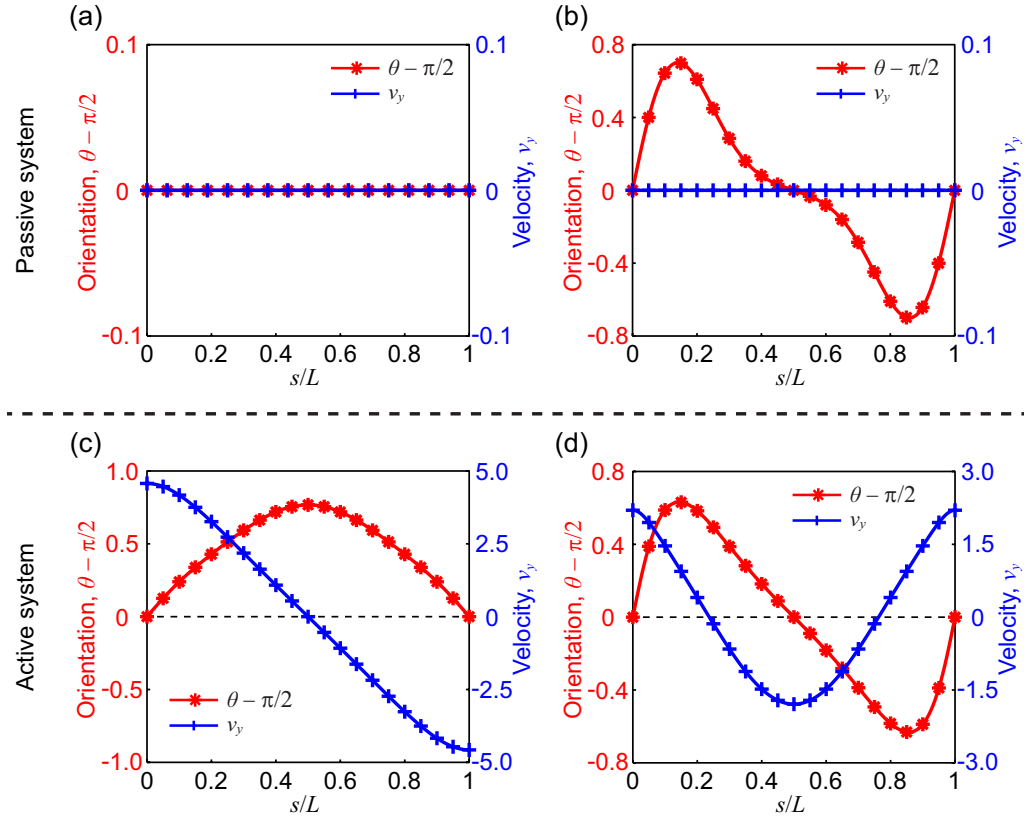 (a)
0.1
0
-0.1
Orientation, θ − π/2
0.1
0
-0.1
Velocity, v_y
θ − π/2
v_y
0 0.2 0.4 0.6 0.8 1
s/L
(b)
0.8
0.4
0
-0.4
-0.8
Orientation, θ − π/2
0.1
0
-0.1
Velocity, v_y
θ − π/2
v_y
0 0.2 0.4 0.6 0.8 1
s/L
Passive system
(c)
1.0
0.5
0
-0.5
-1.0
Orientation, θ − π/2
5.0
2.5
0
-2.5
-5.0
Velocity, v_y
θ − π/2
v_y
0 0.2 0.4 0.6 0.8 1
s/L
(d)
0.8
0.4
0
-0.4
-0.8
Orientation, θ − π/2
3.0
1.5
0
-1.5
-3.0
Velocity, v_y
θ − π/2
v_y
0 0.2 0.4 0.6 0.8 1
s/L
Active system